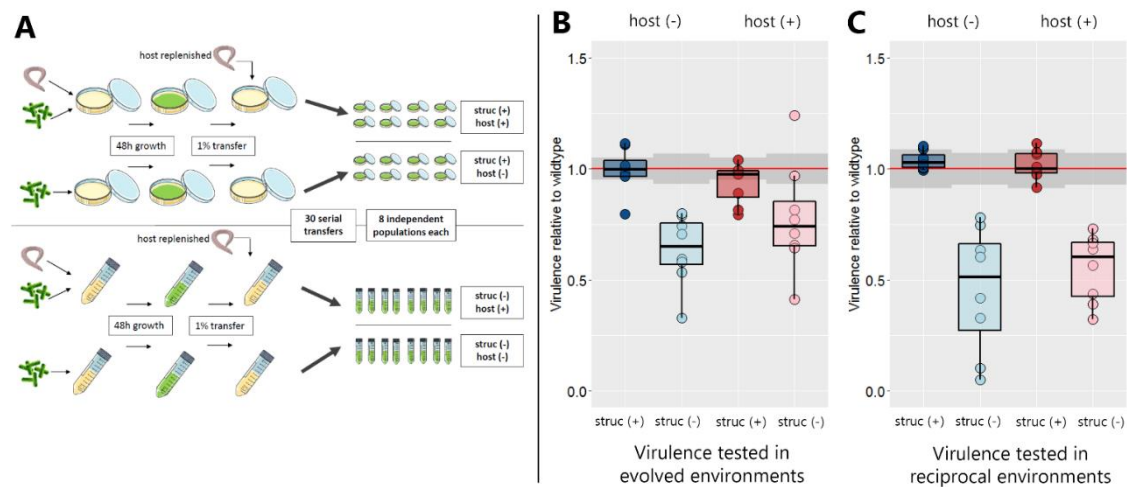 A
host replenished
48h growth
1% transfer
struc (+)
host (+)
struc (+)
host (-)
30 serial
transfers
8 independent
populations each
host replenished
48h growth
1% transfer
struc (-)
host (+)
struc (-)
host (-)
B
host (-)
host (+)
Virulence relative to wildtype
1.5
1.0
0.5
0.0
struc (+)
struc (-)
struc (+)
struc (-)
Virulence tested in
evolved environments
C
host (-)
host (+)
Virulence relative to wildtype
1.5
1.0
0.5
0.0
struc (+)
struc (-)
struc (+)
struc (-)
Virulence tested in
reciprocal environments